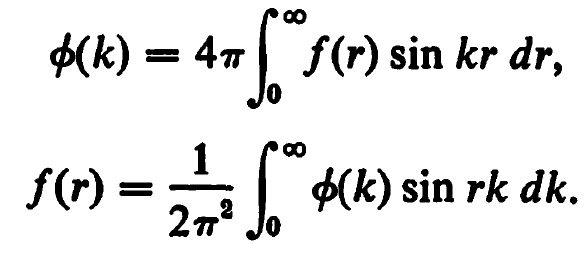 ϕ(k) = 4π∫₀^∞ f(r) sin kr dr,
f(r) = 1/(2π²) ∫₀^∞ ϕ(k) sin rk dk.